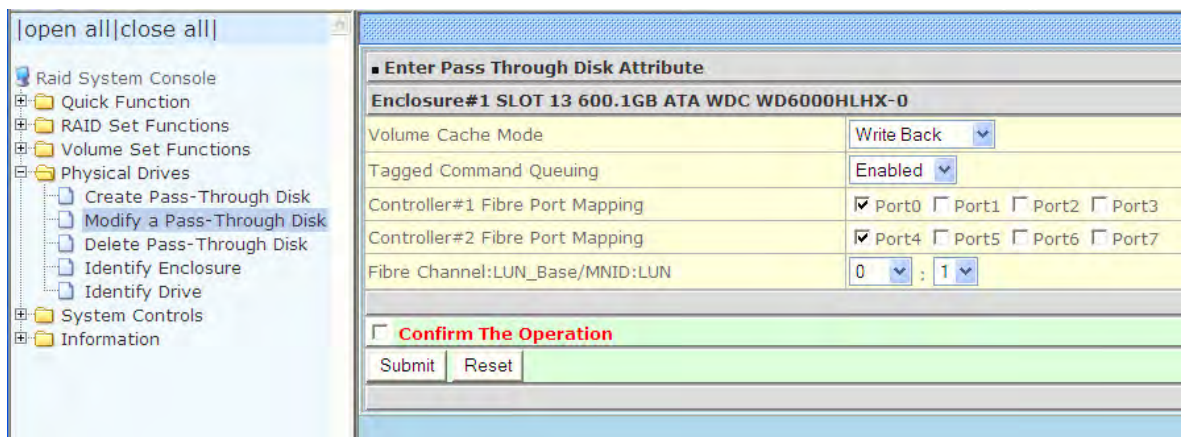 |open all|close all|
Raid System Console
Quick Function
RAID Set Functions
Volume Set Functions
Physical Drives
Create Pass-Through Disk
Modify a Pass-Through Disk
Delete Pass-Through Disk
Identify Enclosure
Identify Drive
System Controls
Information
Enter Pass Through Disk Attribute
Enclosure#1 SLOT 13 600.1GB ATA WDC WD6000HLHX-0
Volume Cache Mode Write Back
Tagged Command Queuing Enabled
Controller#1 Fibre Port Mapping Port0 Port1 Port2 Port3
Controller#2 Fibre Port Mapping Port4 Port5 Port6 Port7
Fibre Channel:LUN_Base/MNID:LUN 0 : 1
Confirm The Operation
Submit Reset